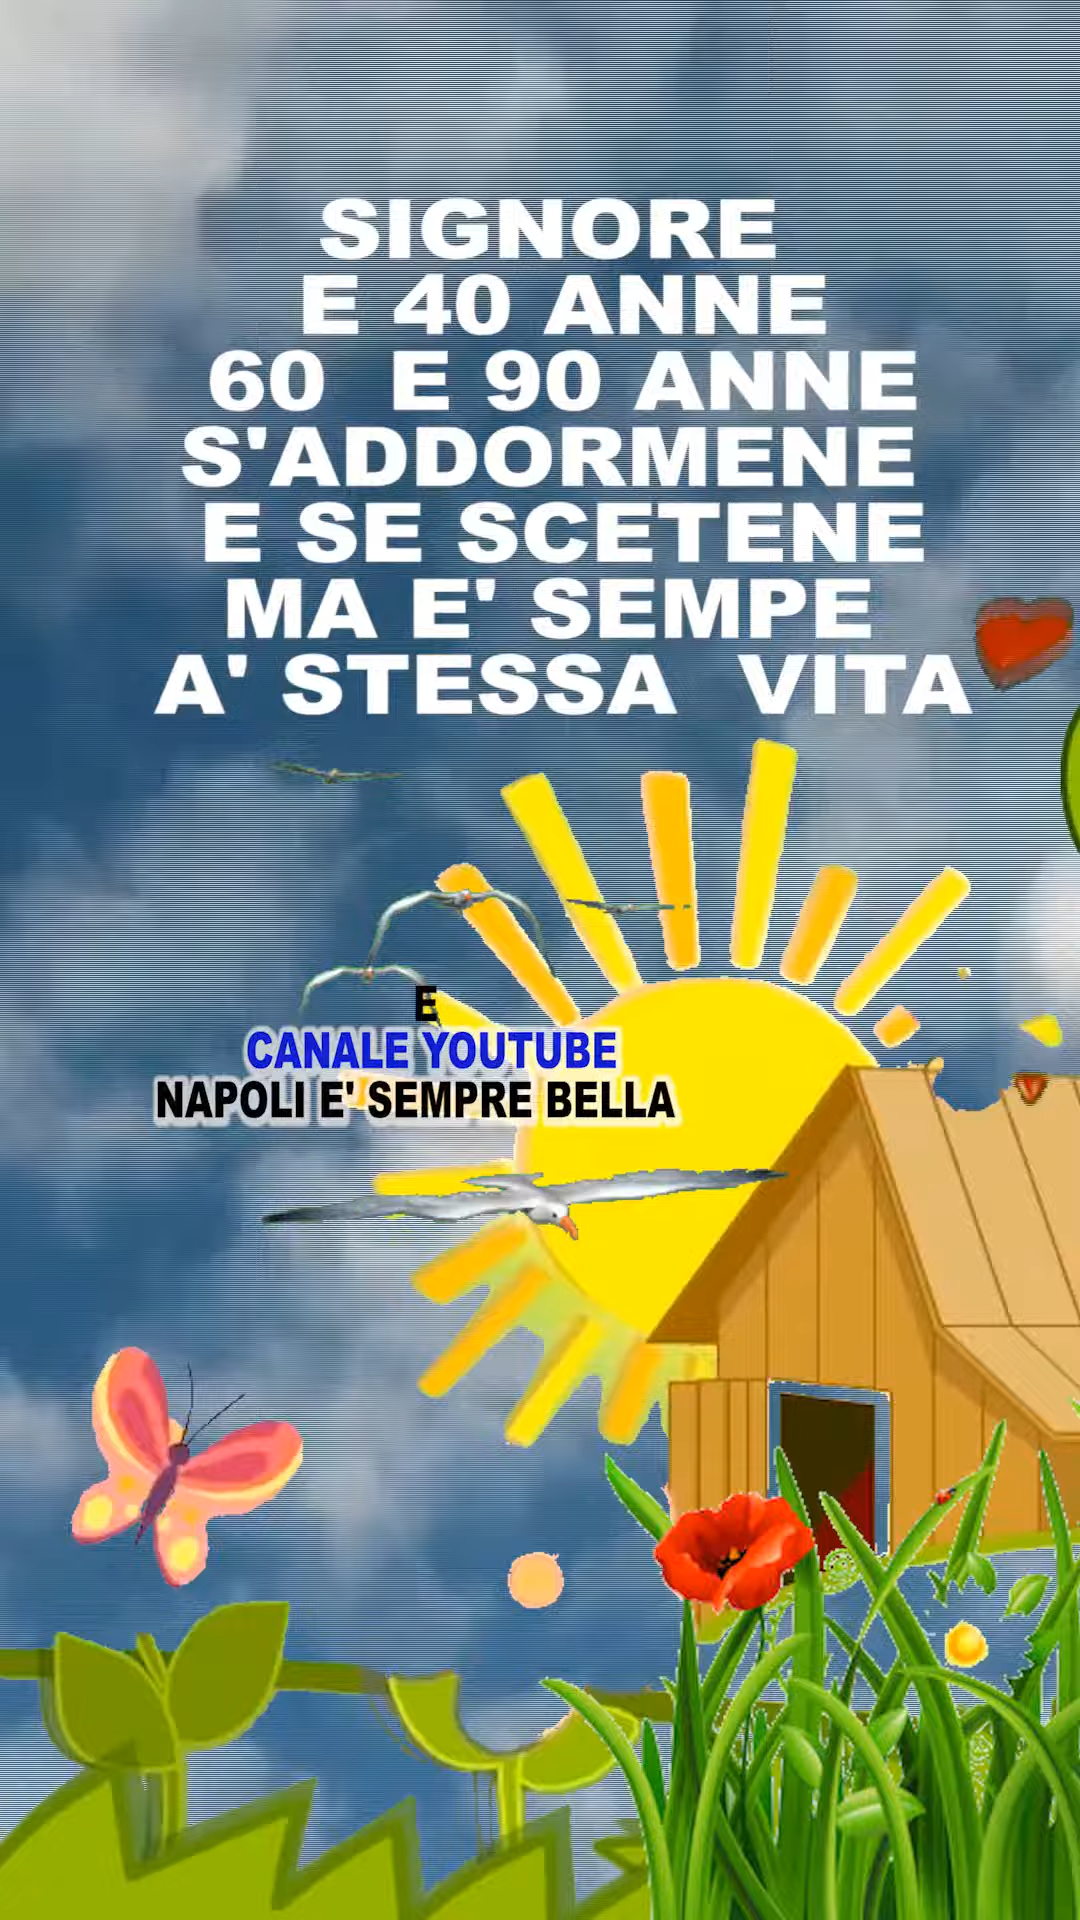 SIGNORE
E 40 ANNE
60 E 90 ANNE
S'ADDORMENE
E SE SCETENE
MA E' SEMPE
A' STESSA VITA
E
CANALE YOUTUBE
NAPOLI E' SEMPRE BELLA